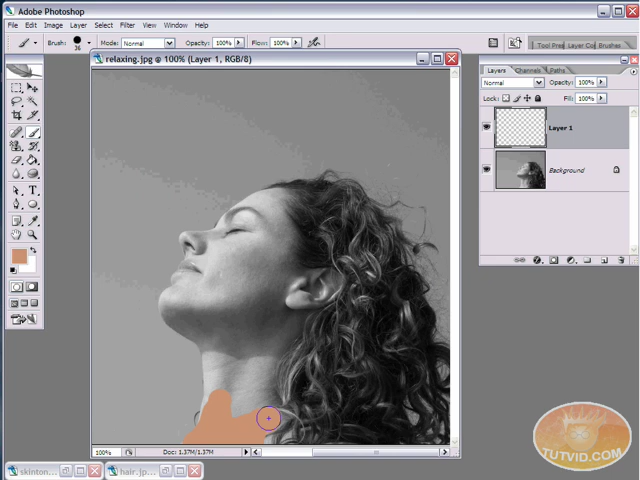 Adobe Photoshop
File Edit Image Layer Select Filter View Window Help
Brush: 36 Mode: Normal Opacity: 100% Flow: 100%
Tool Pres Layer Co Brushes
relaxing.jpg @ 100% (Layer 1, RGB/8)
Layers Channels Paths
Normal Opacity: 100%
Lock: Fill: 100%
Layer 1
Background
T
100% Doc: 1.37M/1.37M
skinton... hair.jp...
TUTVID.COM